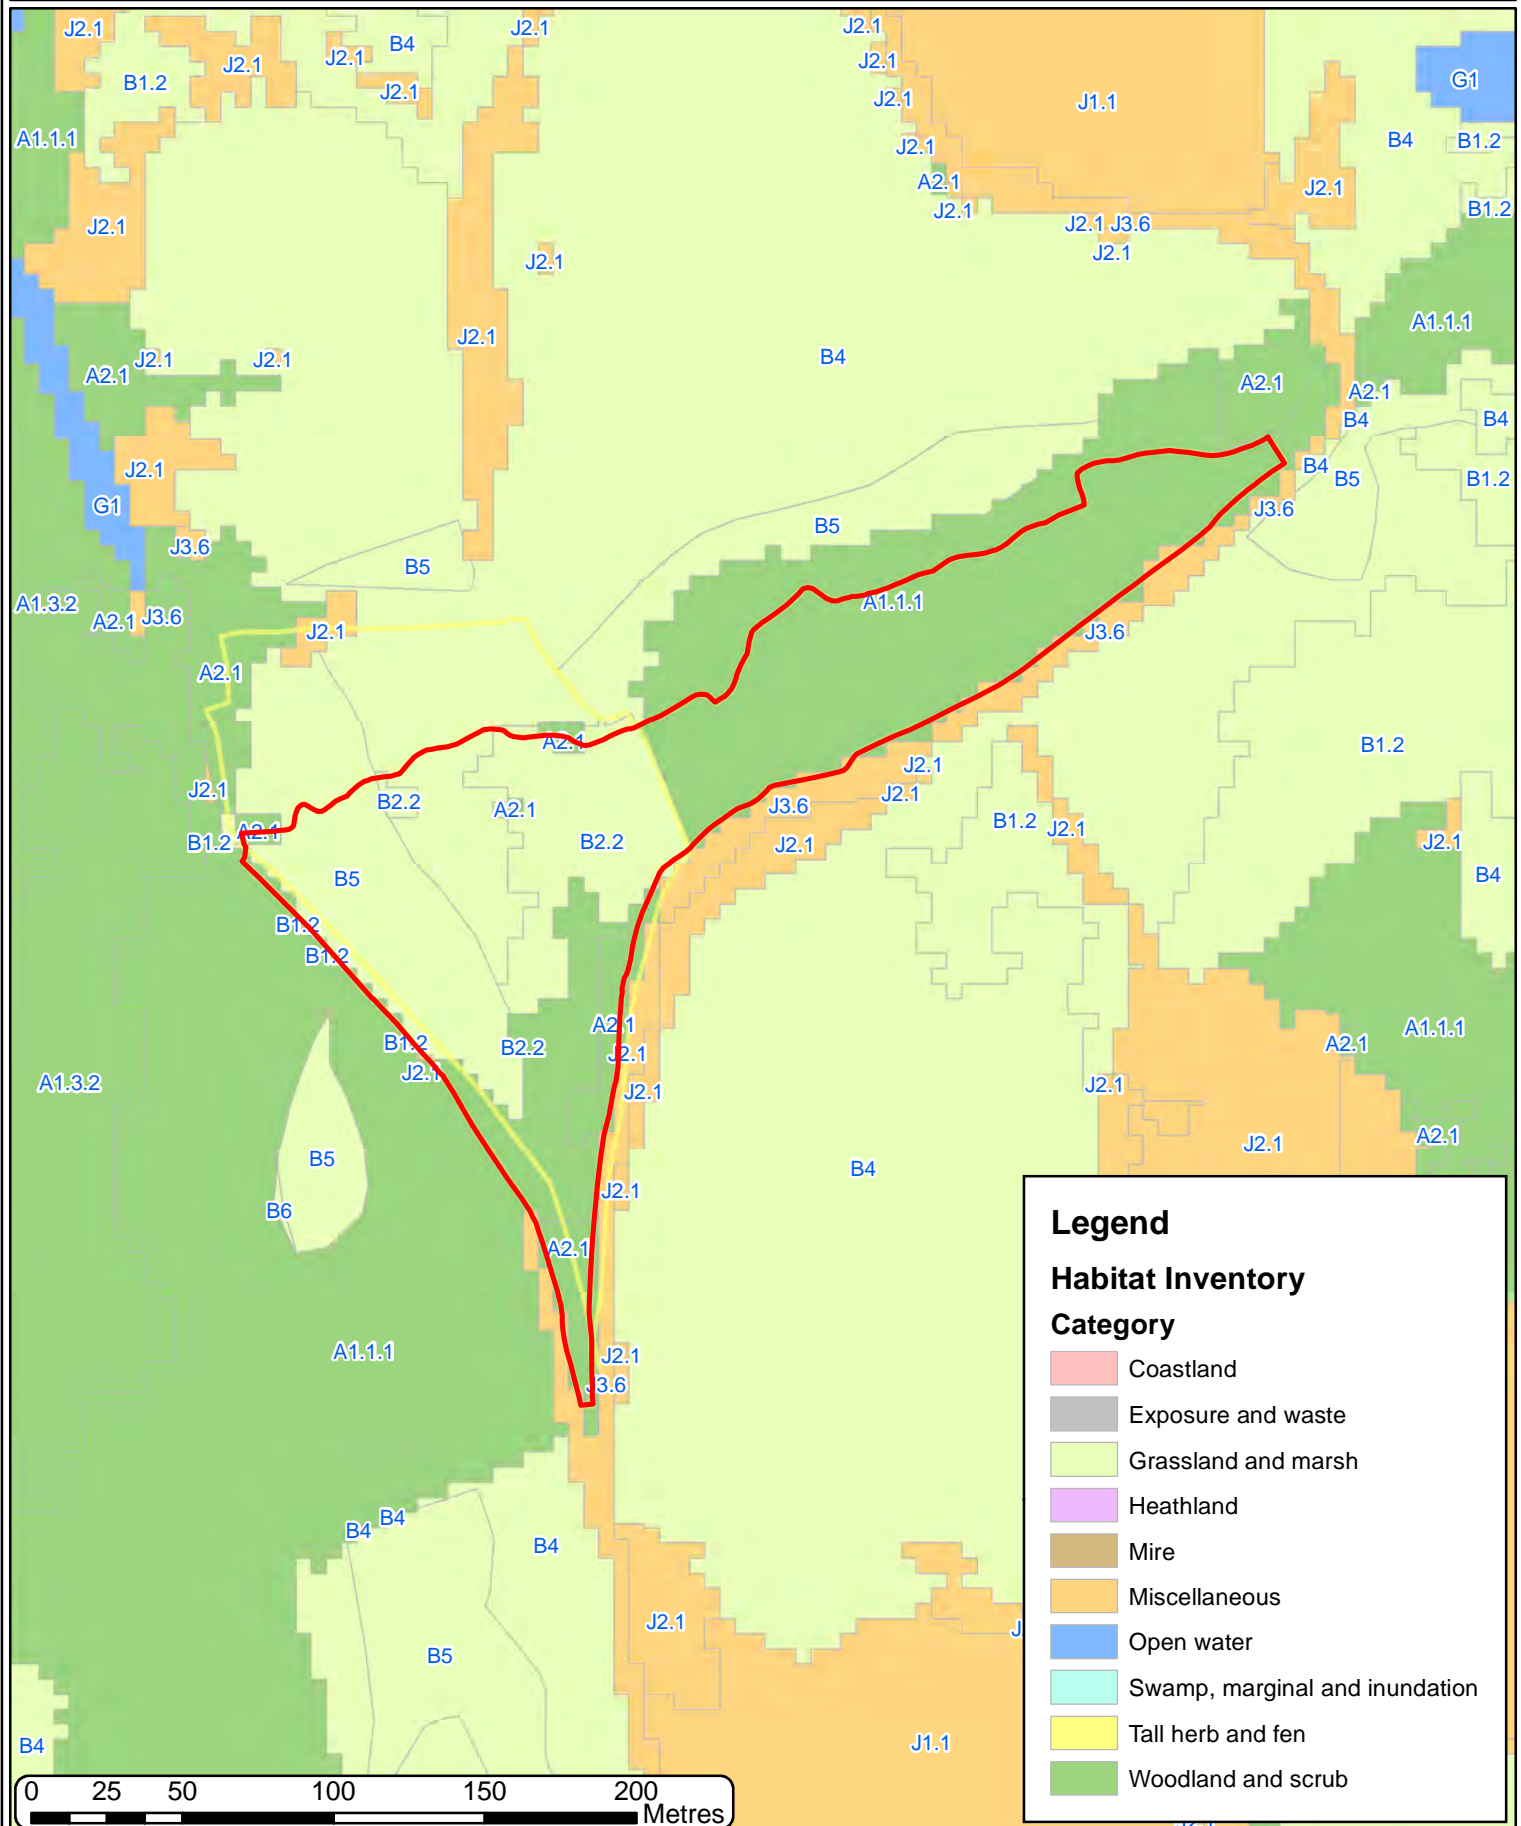 J2.1 J2.1 J2.1
J2.1 J2.1 B4 J2.1 G1
B1.2 J2.1 J2.1 J1.1
A1.1.1 J2.1 B4 B1.2
A2.1 J2.1
J2.1 J2.1 J2.1 J3.6 B1.2
J2.1 J2.1
A1.1.1
J2.1 J2.1 J2.1 B4
A2.1 A2.1 A2.1
B4 B4
J2.1 B4 B5 B1.2
G1 J3.6
J3.6 B5 B5
A1.3.2 A2.1 J3.6 A1.1.1
J2.1 J3.6
A2.1
A2.1 B1.2
J2.1 B2.2 A2.1 J3.6 J2.1 J2.1
B1.2 A2.1 B2.2 J2.1 B1.2 J2.1 J2.1
B5 B4
B1.2
B1.2
A2.1 A1.1.1
B1.2 B2.2 J2.1 A2.1
A1.3.2 J2.1 J2.1 J2.1
B5 B4 J2.1 A2.1
B6 J2.1
A2.1
A1.1.1 J2.1
J3.6
B4 B4
B4
J2.1
B5
B4 J1.1
Legend
Habitat Inventory
Category
Coastland
Exposure and waste
Grassland and marsh
Heathland
Mire
Miscellaneous
Open water
Swamp, marginal and inundation
Tall herb and fen
Woodland and scrub
0 25 50 100 150 200
Metres